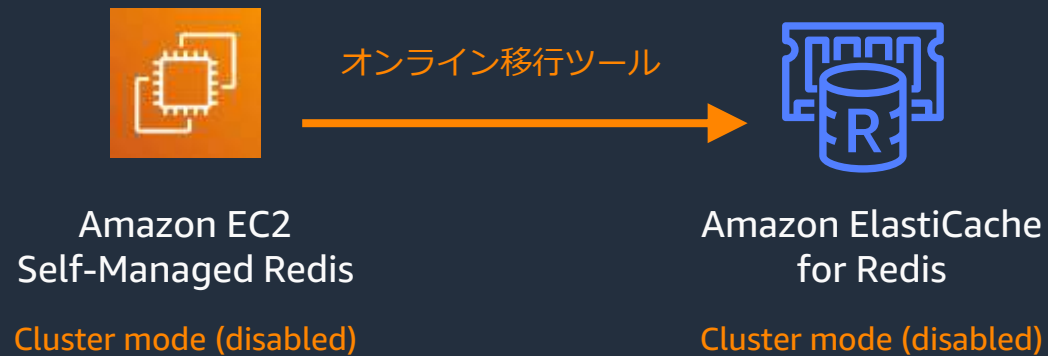 オンライン移行ツール
R
Amazon EC2
Self-Managed Redis
Cluster mode (disabled)
Amazon ElastiCache
for Redis
Cluster mode (disabled)